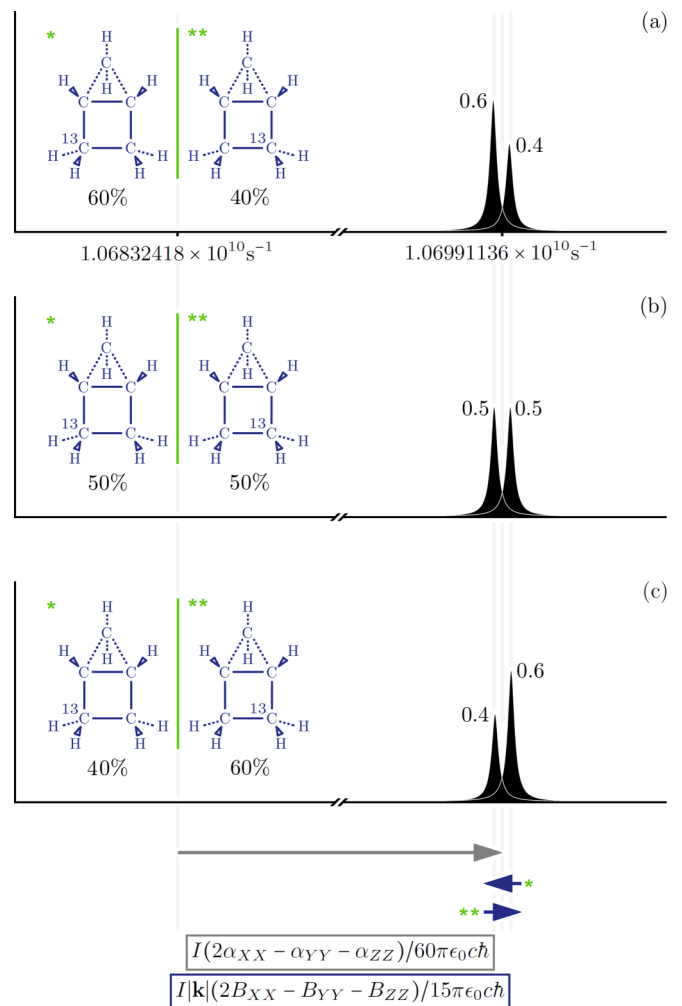 (a)
* H ** H
C C
H H H H H H
C C C C
0.6
0.4
13 C C C 13 C
H H H H
H H H H
60% 40%
1.06832418 × 10¹⁰s⁻¹ 1.06991136 × 10¹⁰s⁻¹
(b)
* H ** H
C C
H H H H H H
C C C C
0.5 0.5
13 C C C 13 C
H H H H
H H H H
50% 50%
(c)
* H ** H
C C
H H H H H H
C C C C
0.6
0.4
13 C C C 13 C
H H H H
H H H H
40% 60%
*
**
I(2α_XX − α_YY − α_ZZ)/60πϵ₀cħ
I|k|(2B_XX − B_YY − B_ZZ)/15πϵ₀cħ